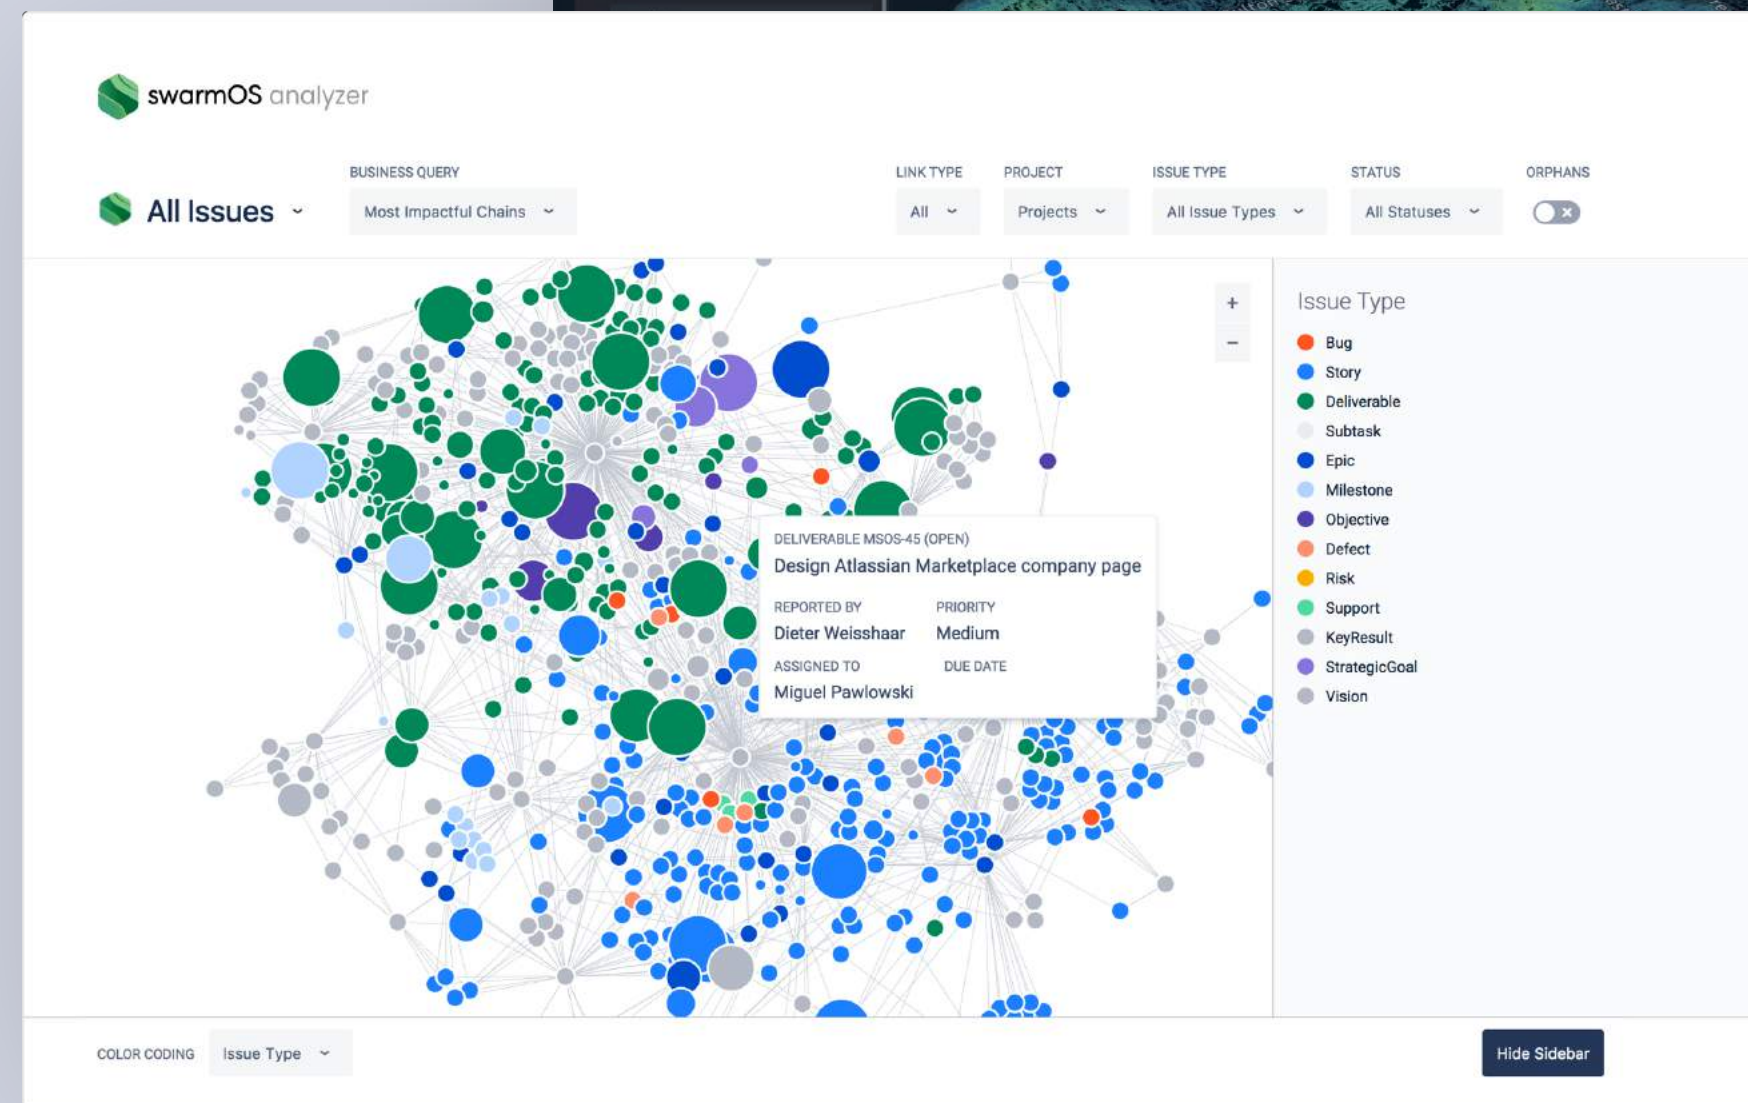 swarmOS analyzer
All Issues
BUSINESS QUERY
Most Impactful Chains
LINK TYPE
All
PROJECT
Projects
ISSUE TYPE
All Issue Types
STATUS
All Statuses
ORPHANS
+
−
DELIVERABLE MSOS-45 (OPEN)
Design Atlassian Marketplace company page
REPORTED BY PRIORITY
Dieter Weisshaar Medium
ASSIGNED TO DUE DATE
Miguel Pawlowski
Issue Type
Bug
Story
Deliverable
Subtask
Epic
Milestone
Objective
Defect
Risk
Support
KeyResult
StrategicGoal
Vision
COLOR CODING
Issue Type
Hide Sidebar